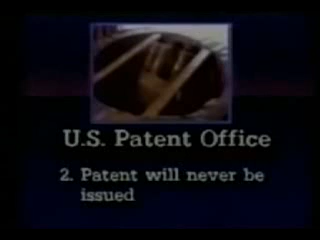 U.S. Patent Office
2. Patent will never be
issued